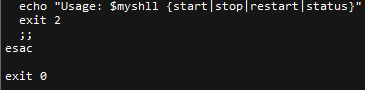 echo "Usage: $myshll {start|stop|restart|status}"
exit 2
;;
esac
exit 0